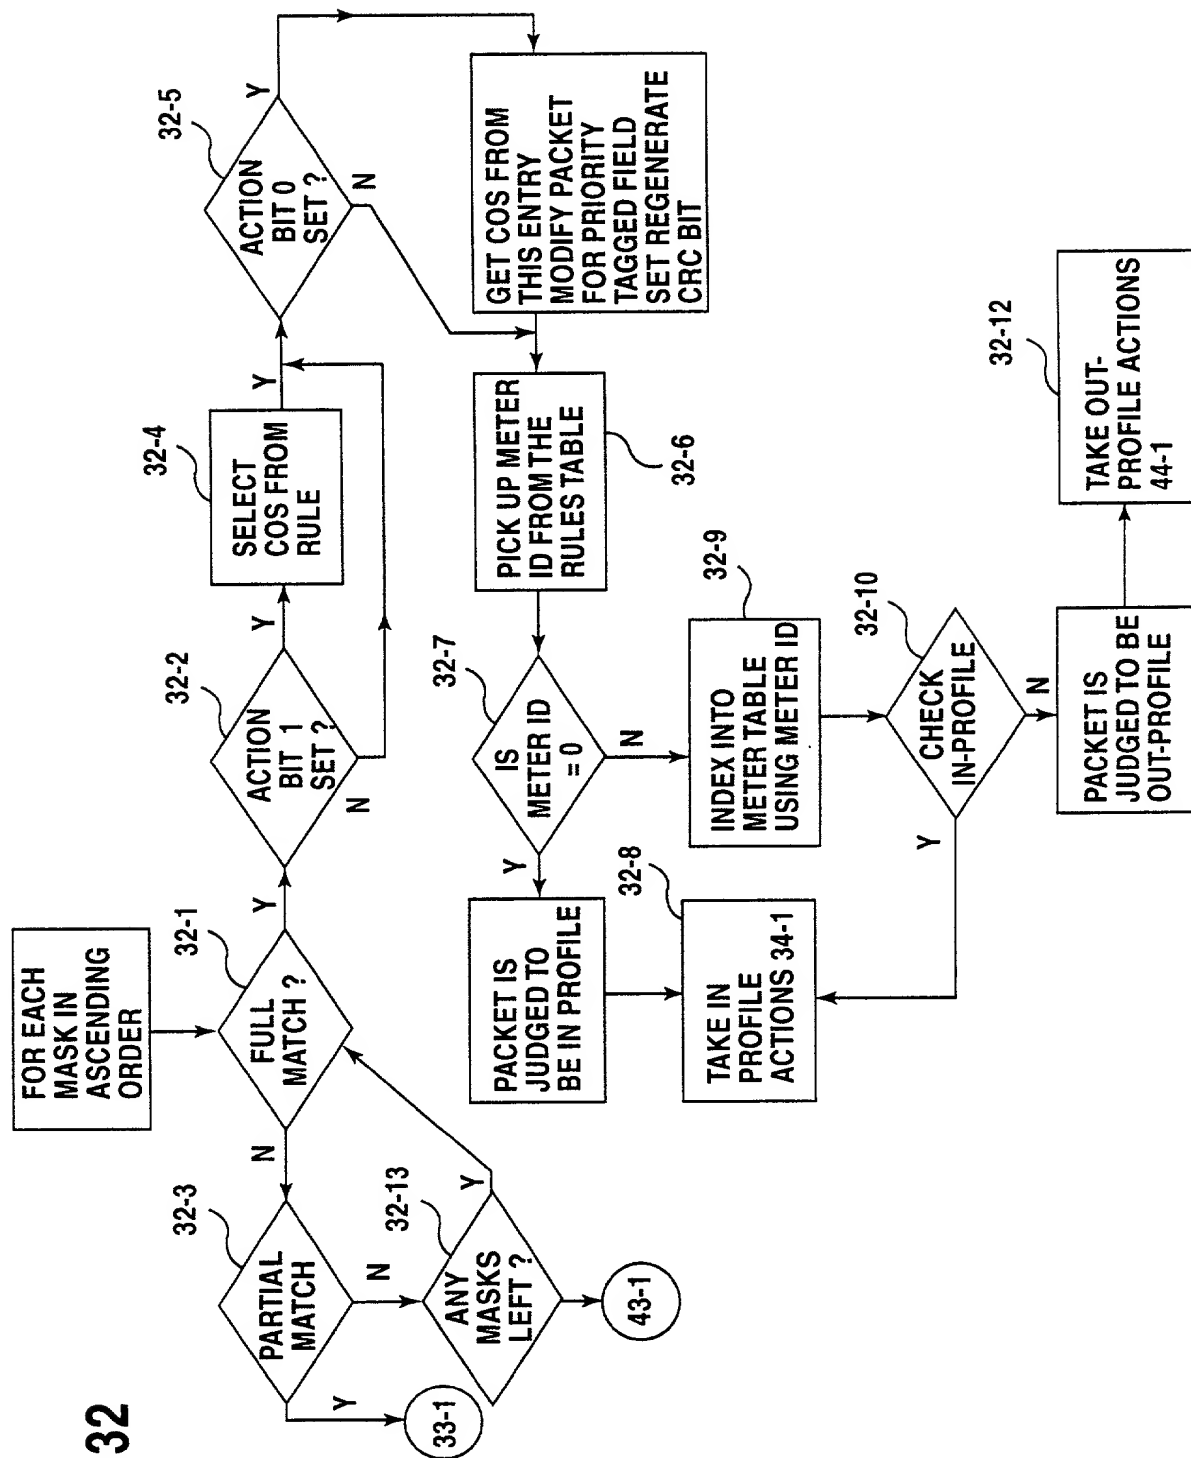 32
FOR EACH
MASK IN
ASCENDING
ORDER
32-1
FULL
MATCH ?
Y
N
32-3
PARTIAL
MATCH
Y
33-1
N
32-13
ANY
MASKS
LEFT ?
Y
43-1
32-2
ACTION
BIT 1
SET ?
Y
N
32-4
SELECT
COS FROM
RULE
Y
32-5
ACTION
BIT 0
SET ?
Y
N
GET COS FROM
THIS ENTRY
MODIFY PACKET
FOR PRIORITY
TAGGED FIELD
SET REGENERATE
CRC BIT
PICK UP METER
ID FROM THE
RULES TABLE
32-6
32-7
IS
METER ID
= 0
Y
N
PACKET IS
JUDGED TO
BE IN PROFILE
32-8
TAKE IN
PROFILE
ACTIONS 34-1
32-9
INDEX INTO
METER TABLE
USING METER ID
32-10
CHECK
IN-PROFILE
Y
N
PACKET IS
JUDGED TO BE
OUT-PROFILE
32-12
TAKE OUT-
PROFILE ACTIONS
44-1